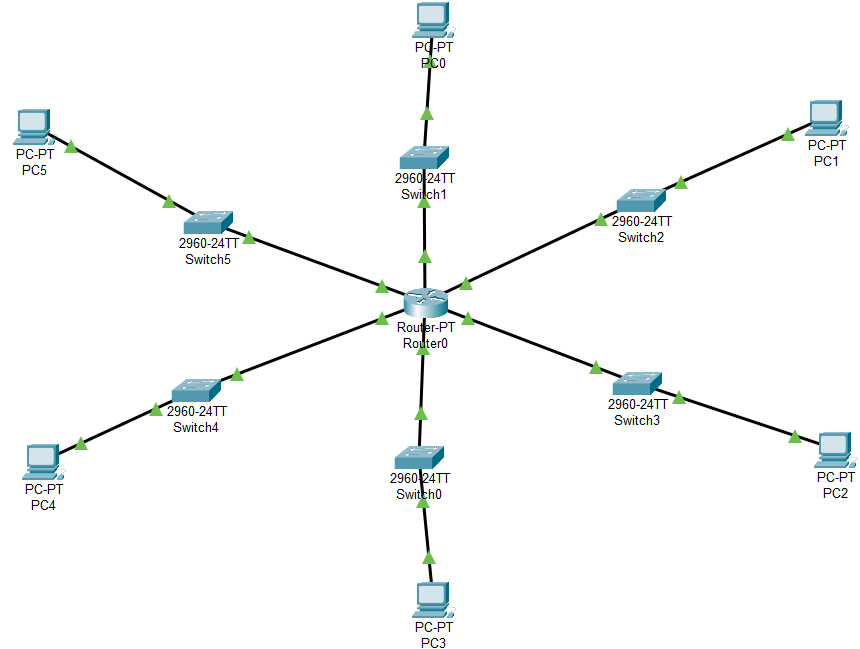 PC-PT
PC0
PC-PT
PC5
PC-PT
PC1
2960-24TT
Switch1
2960-24TT
Switch2
2960-24TT
Switch5
Router-PT
Router0
2960-24TT
Switch3
2960-24TT
Switch4
PC-PT
PC4
2960-24TT
Switch0
PC-PT
PC2
PC-PT
PC3